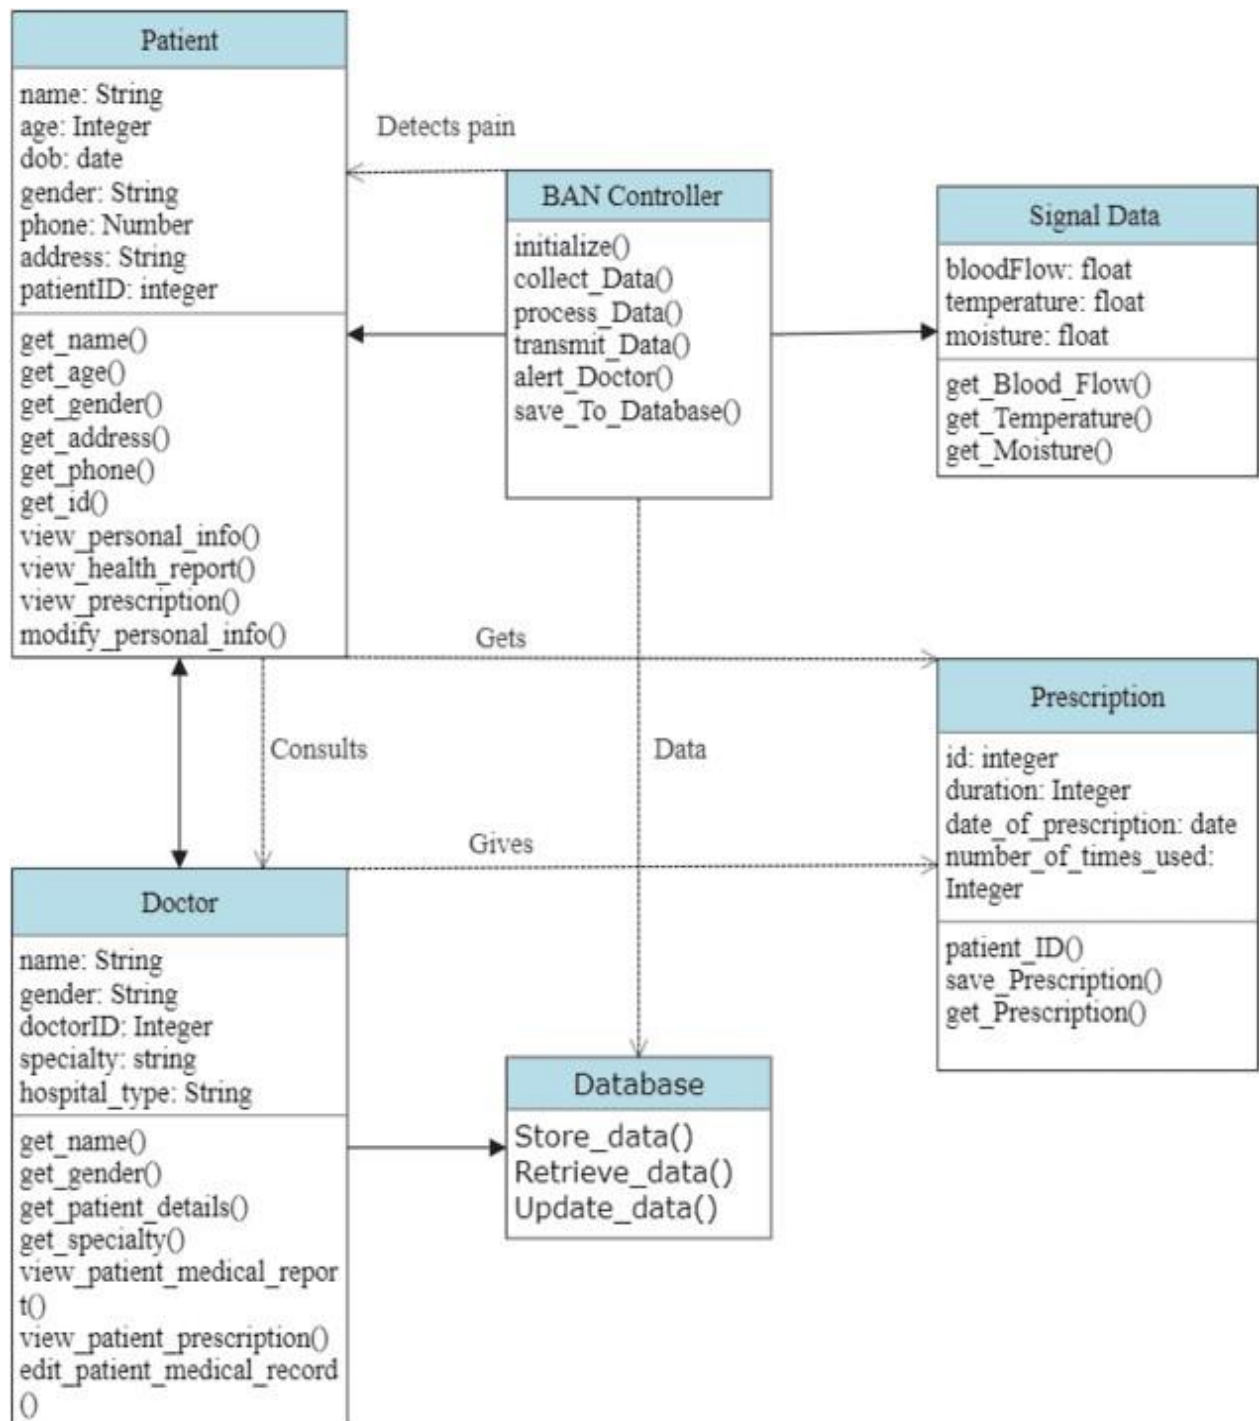 Patient
name: String
age: Integer
dob: date
gender: String
phone: Number
address: String
patientID: integer
get_name()
get_age()
get_gender()
get_address()
get_phone()
get_id()
view_personal_info()
view_health_report()
view_prescription()
modify_personal_info()
Detects pain
BAN Controller
initialize()
collect_Data()
process_Data()
transmit_Data()
alert_Doctor()
save_To_Database()
Signal Data
bloodFlow: float
temperature: float
moisture: float
get_Blood_Flow()
get_Temperature()
get_Moisture()
Gets
Consults
Data
Gives
Prescription
id: integer
duration: Integer
date_of_prescription: date
number_of_times_used:
Integer
patient_ID()
save_Prescription()
get_Prescription()
Doctor
name: String
gender: String
doctorID: Integer
specialty: string
hospital_type: String
get_name()
get_gender()
get_patient_details()
get_specialty()
view_patient_medical_repor
t()
view_patient_prescription()
edit_patient_medical_record
()
Database
Store_data()
Retrieve_data()
Update_data()